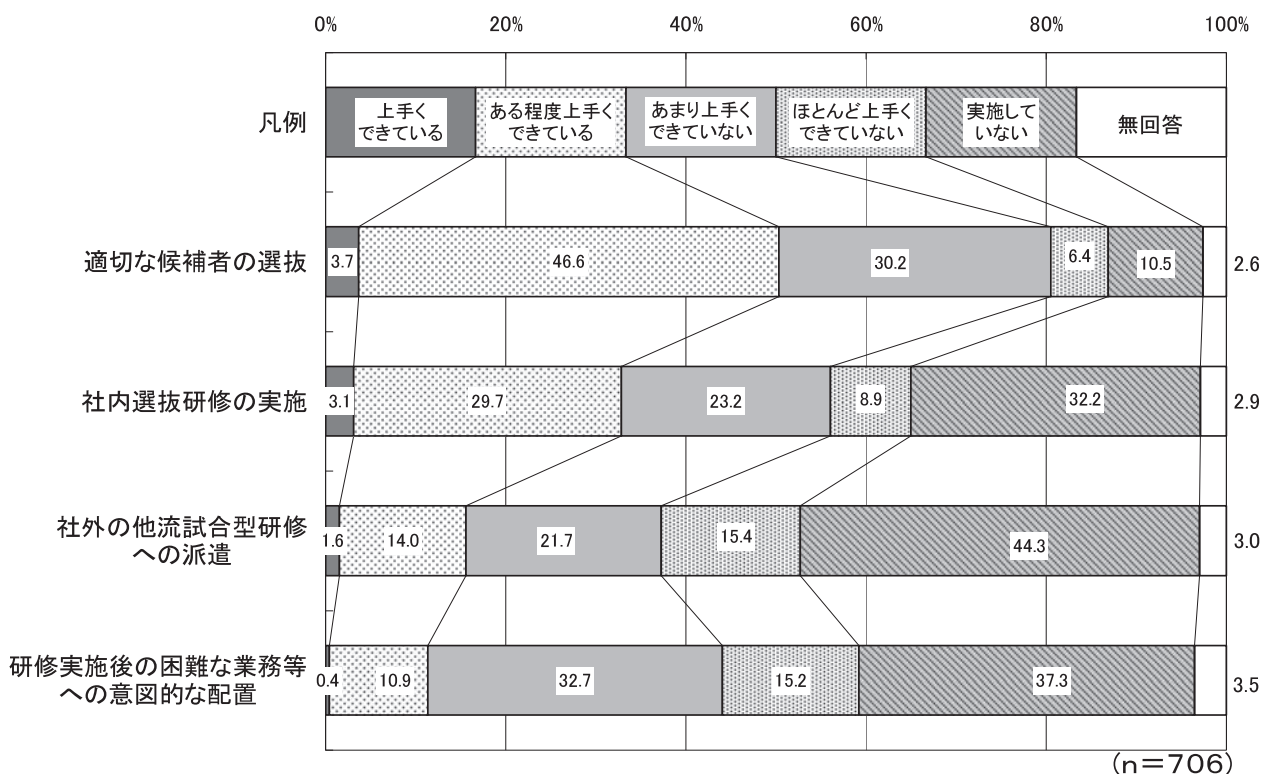 0% 20% 40% 60% 80% 100%
凡例
上手く
できている
ある程度上手く
できている
あまり上手く
できていない
ほとんど上手く
できていない
実施して
いない
無回答
適切な候補者の選抜
3.7 46.6 30.2 6.4 10.5 2.6
社内選抜研修の実施
3.1 29.7 23.2 8.9 32.2 2.9
社外の他流試合型研修
への派遣
1.6 14.0 21.7 15.4 44.3 3.0
研修実施後の困難な業務等
への意図的な配置
0.4 10.9 32.7 15.2 37.3 3.5
(n=706)